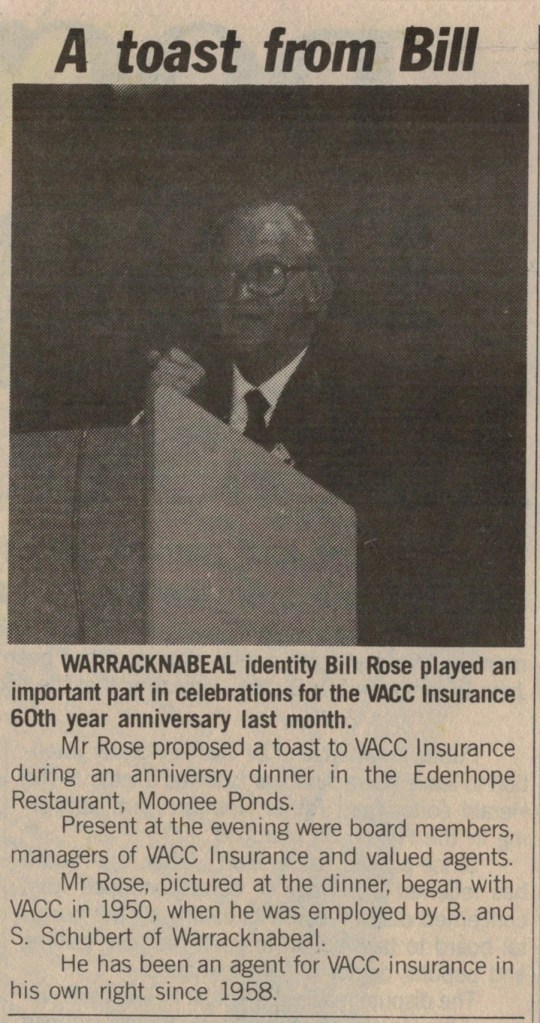 A toast from Bill
WARRACKNABEAL identity Bill Rose played an
important part in celebrations for the VACC Insurance
60th year anniversary last month.
Mr Rose proposed a toast to VACC Insurance
during an anniversry dinner in the Edenhope
Restaurant, Moonee Ponds.
Present at the evening were board members,
managers of VACC Insurance and valued agents.
Mr Rose, pictured at the dinner, began with
VACC in 1950, when he was employed by B. and
S. Schubert of Warracknabeal.
He has been an agent for VACC insurance in
his own right since 1958.